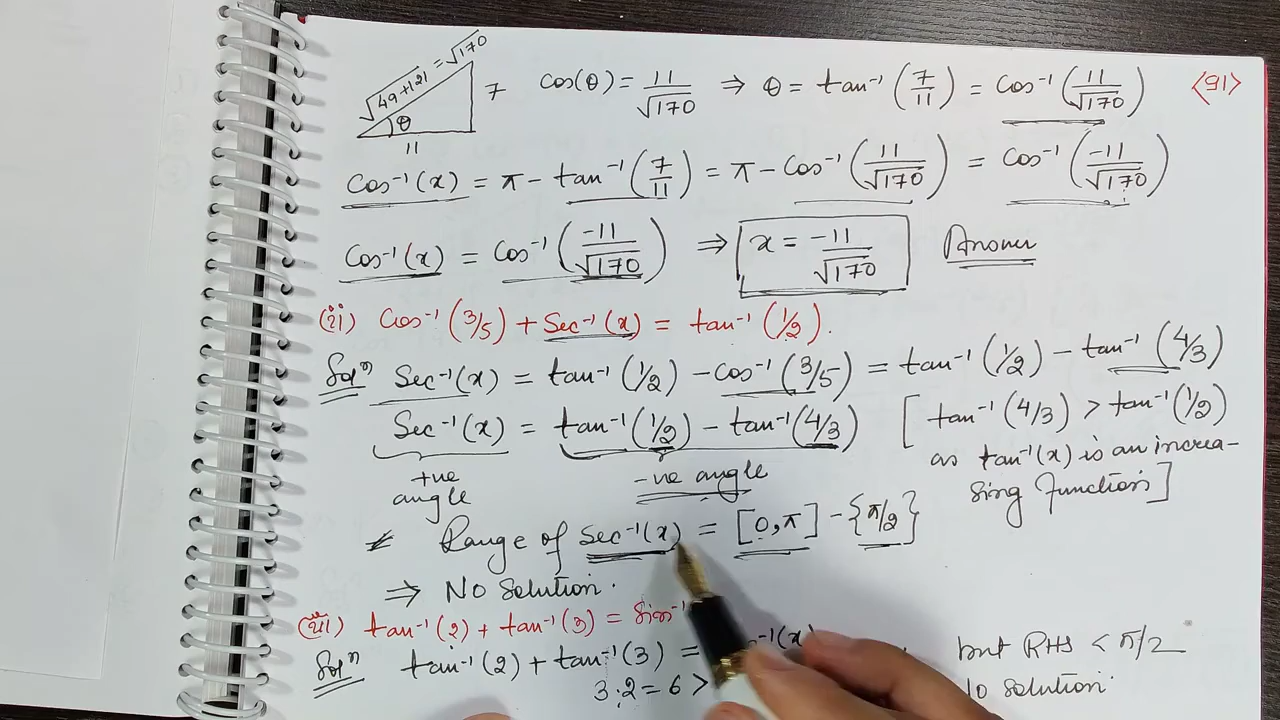 √49+121 = √170
7
θ
11
cos(θ) = 11/√170 ⇒ θ = tan⁻¹(7/11) = cos⁻¹(11/√170)
<91>
Cos⁻¹(x) = π - tan⁻¹(7/11) = π - Cos⁻¹(11/√170) = Cos⁻¹(-11/√170)
Cos⁻¹(x) = Cos⁻¹(-11/√170) ⇒ x = -11/√170 Answer
(ii) Cos⁻¹(3/5) + Sec⁻¹(x) = tan⁻¹(1/2).
Solⁿ Sec⁻¹(x) = tan⁻¹(1/2) - cos⁻¹(3/5) = tan⁻¹(1/2) - tan⁻¹(4/3)
Sec⁻¹(x) = tan⁻¹(1/2) - tan⁻¹(4/3)
[tan⁻¹(4/3) > tan⁻¹(1/2)
as tan⁻¹(x) is an increa-
sing function]
+ve
angle
-ve angle
* Range of Sec⁻¹(x) = [0, π] - {π/2}
⇒ No Solution.
(iii) tan⁻¹(2) + tan⁻¹(3) = Sin⁻¹
Solⁿ tan⁻¹(2) + tan⁻¹(3) = ⁻¹(x)
but RHS < π/2
3.2 = 6 >
No solution.